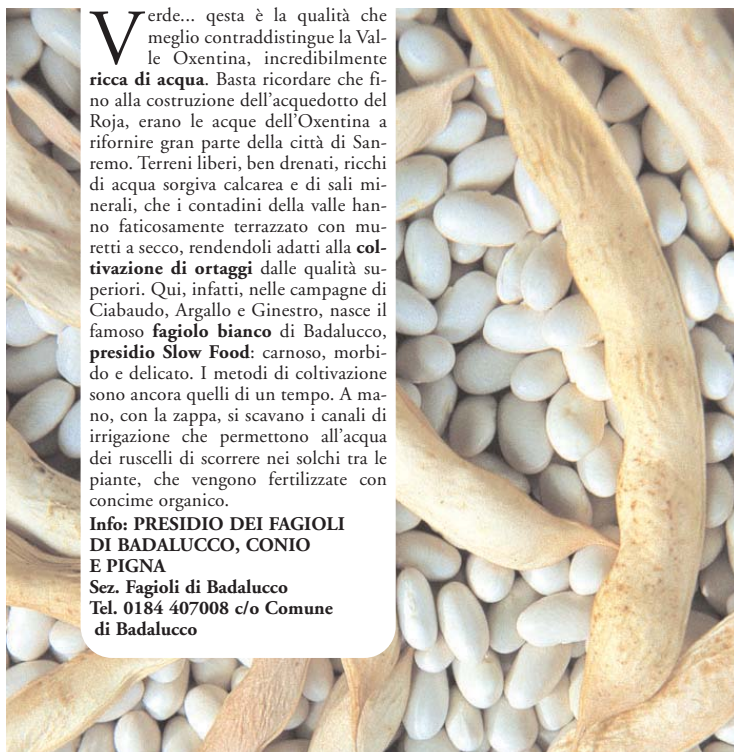 Verde... qesta è la qualità che
meglio contraddistingue la Val-
le Oxentina, incredibilmente
ricca di acqua. Basta ricordare che fi-
no alla costruzione dell'acquedotto del
Roja, erano le acque dell'Oxentina a
rifornire gran parte della città di San-
remo. Terreni liberi, ben drenati, ricchi
di acqua sorgiva calcarea e di sali mi-
nerali, che i contadini della valle han-
no faticosamente terrazzato con mu-
retti a secco, rendendoli adatti alla col-
tivazione di ortaggi dalle qualità su-
periori. Qui, infatti, nelle campagne di
Ciabaudo, Argallo e Ginestro, nasce il
famoso fagiolo bianco di Badalucco,
presidio Slow Food: carnoso, morbi-
do e delicato. I metodi di coltivazione
sono ancora quelli di un tempo. A ma-
no, con la zappa, si scavano i canali di
irrigazione che permettono all'acqua
dei ruscelli di scorrere nei solchi tra le
piante, che vengono fertilizzate con
concime organico.
Info: PRESIDIO DEI FAGIOLI
DI BADALUCCO, CONIO
E PIGNA
Sez. Fagioli di Badalucco
Tel. 0184 407008 c/o Comune
di Badalucco